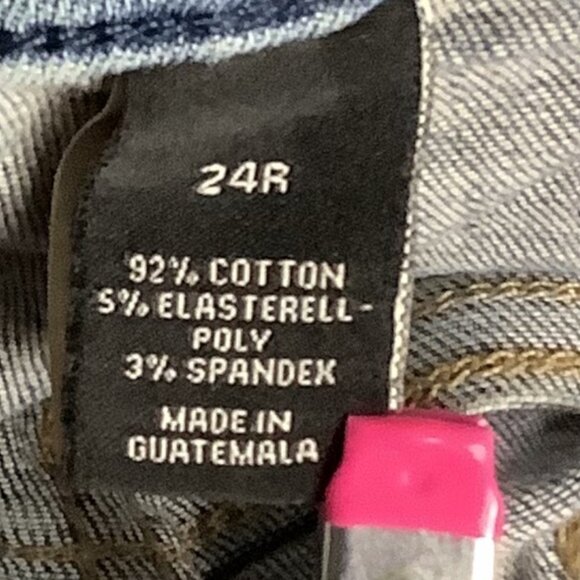 24R
92% COTTON
5% ELASTERELL-
POLY
3% SPANDEX
MADE IN
GUATEMALA